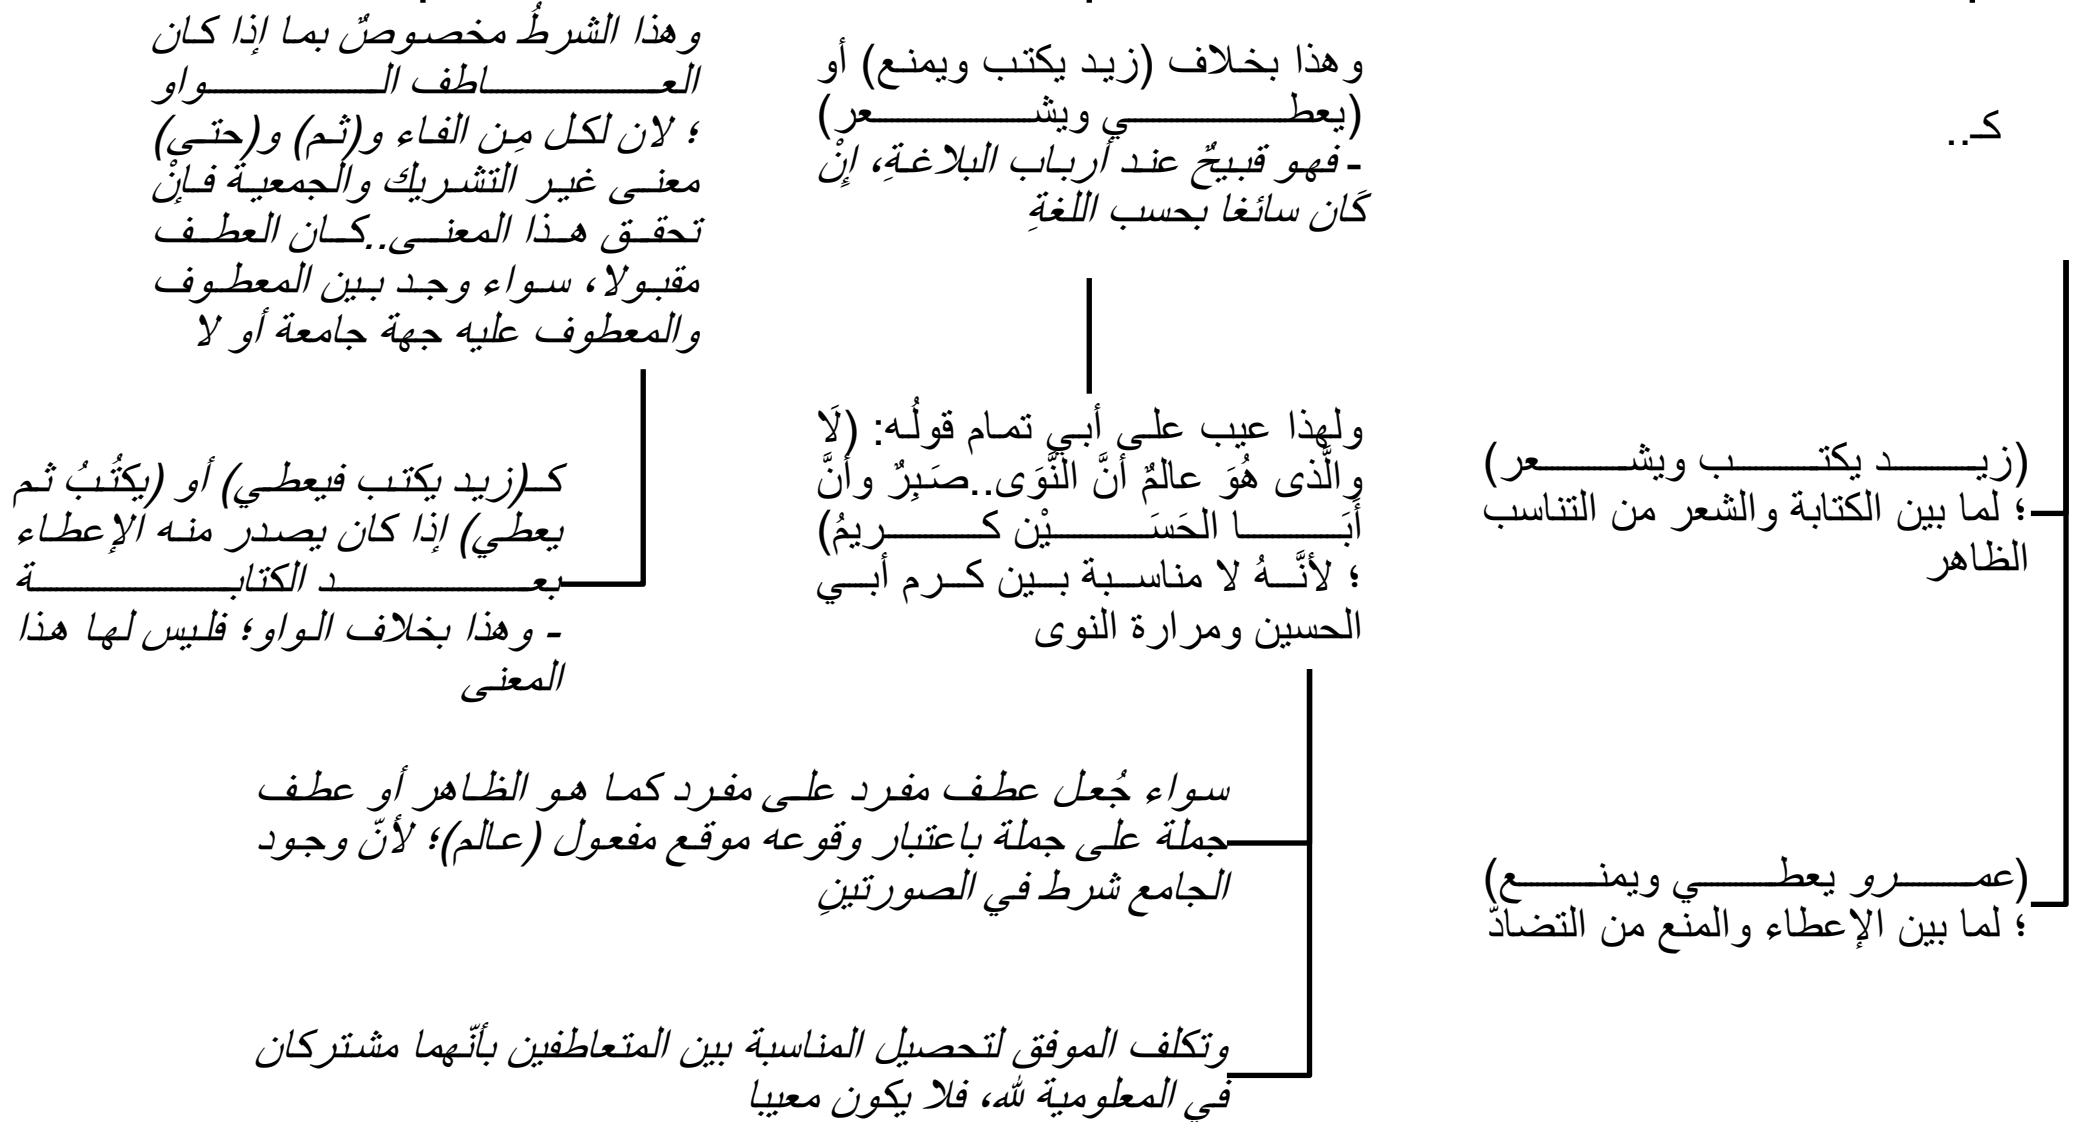 كـ..
(زيد يكتب ويشعر)
؛ لما بين الكتابة والشعر من التناسب
الظاهر
(عمرو يعطي ويمنع)
؛ لما بين الإعطاء والمنع من التضادّ
وهذا بخلاف (زيد يكتب ويمنع) أو
(يعطي ويشعر)
- فهو قبيحٌ عند أرباب البلاغةِ، إِنْ
كَان سائغا بحسب اللغةِ
ولهذا عيب على أبي تمام قولُه: (لَا
والَّذى هُوَ عالمٌ أنَّ النَّوَى..صَبِرٌ وأنَّ
أَبَا الحَسَيْن كريمُ)
؛ لأنَّهُ لا مناسبة بين كرم أبي
الحسين ومرارة النوى
سواء جُعل عطف مفرد على مفرد كما هو الظاهر أو عطف
جملة على جملة باعتبار وقوعه موقع مفعول (عالم)؛ لأنّ وجود
الجامع شرط في الصورتينِ
وتكلف الموفق لتحصيل المناسبة بين المتعاطفين بأنّهما مشتركان
في المعلومية لله، فلا يكون معيبا
وهذا الشرطُ مخصوصٌ بما إذا كان
العاطف الواو
؛ لان لكل مِن الفاء و(ثم) و(حتى)
معنى غير التشريك والجمعية فإنْ
تحقق هذا المعنى..كان العطف
مقبولا، سواء وجد بين المعطوف
والمعطوف عليه جهة جامعة أو لا
كـ(زيد يكتب فيعطي) أو (يكتُبُ ثم
يعطي) إذا كان يصدر منه الإعطاء
بعد الكتابة
- وهذا بخلاف الواو؛ فليس لها هذا
المعنى